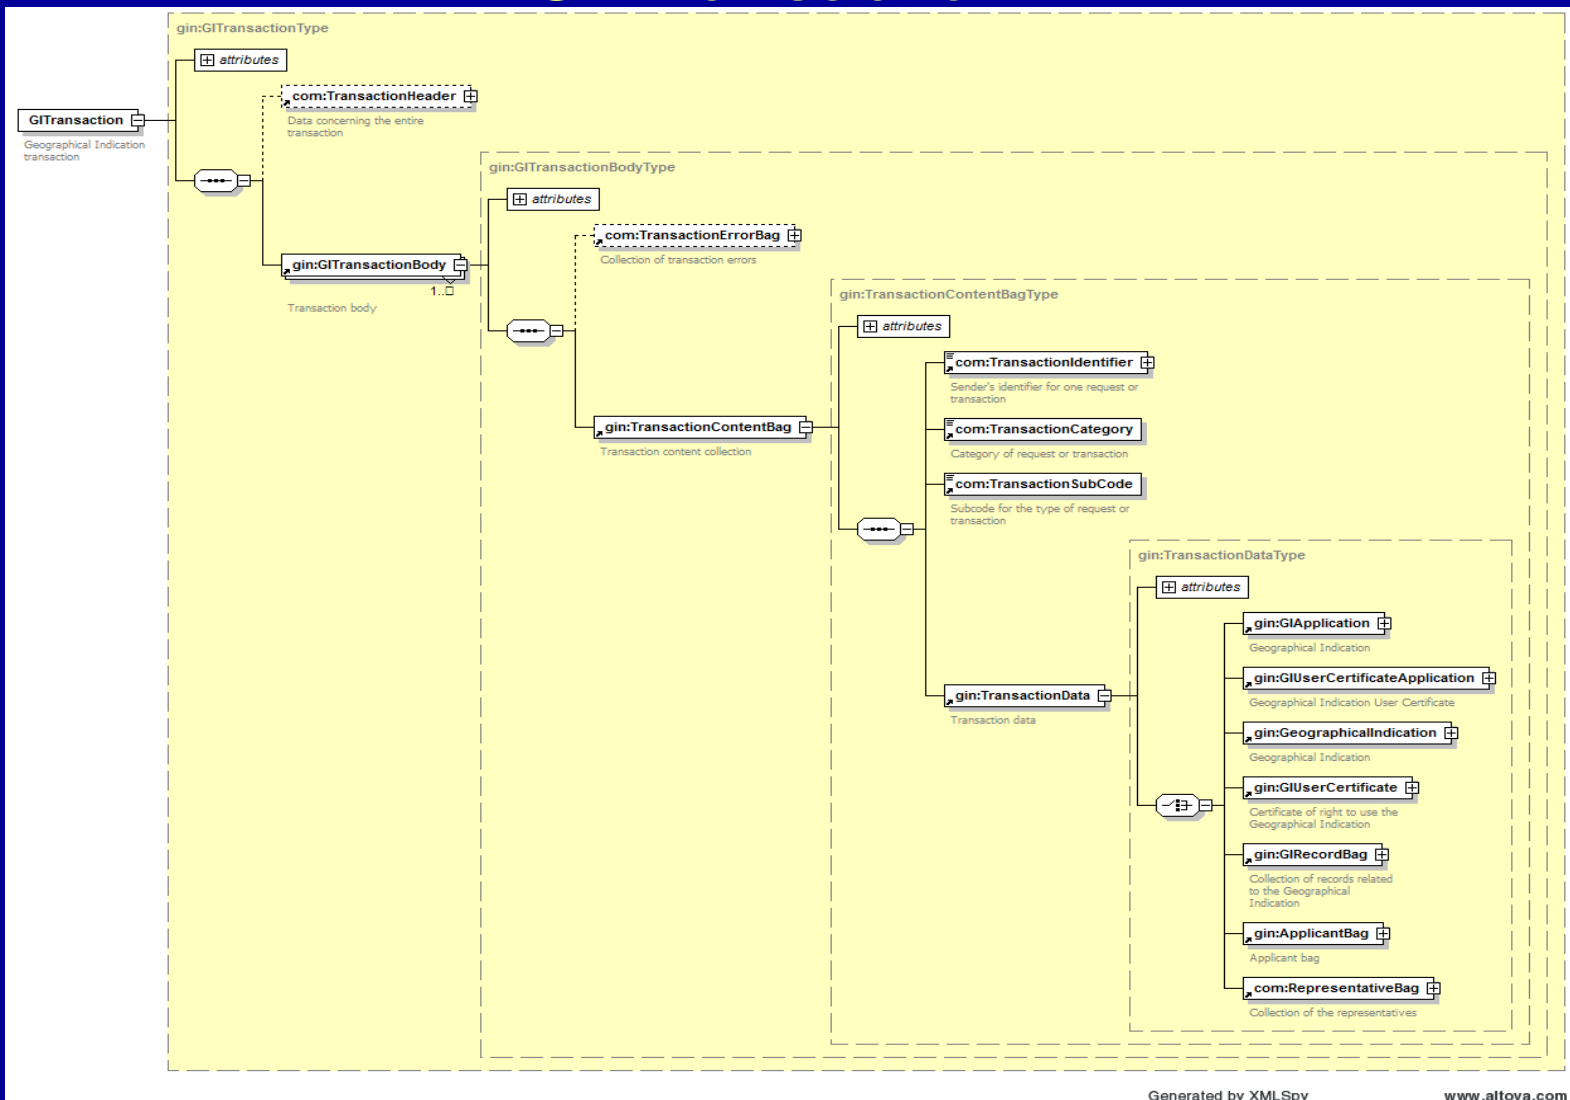 gin:GITransactionType
attributes
com:TransactionHeader
Data concerning the entire
transaction
GITransaction
Geographical Indication
transaction
gin:GITransactionBodyType
attributes
com:TransactionErrorBag
Collection of transaction errors
gin:GITransactionBody
1..
Transaction body
gin:TransactionContentBagType
attributes
com:TransactionIdentifier
Sender's identifier for one request or
transaction
com:TransactionCategory
Category of request or transaction
gin:TransactionContentBag
Transaction content collection
com:TransactionSubCode
Subcode for the type of request or
transaction
gin:TransactionDataType
attributes
gin:GIApplication
Geographical Indication
gin:GIUserCertificateApplication
Geographical Indication User Certificate
gin:TransactionData
Transaction data
gin:GeographicalIndication
Geographical Indication
gin:GIUserCertificate
Certificate of right to use the
Geographical Indication
gin:GIRecordBag
Collection of records related
to the Geographical
Indication
gin:ApplicantBag
Applicant bag
com:RepresentativeBag
Collection of the representatives
Generated by XMLSpy
www.altova.com